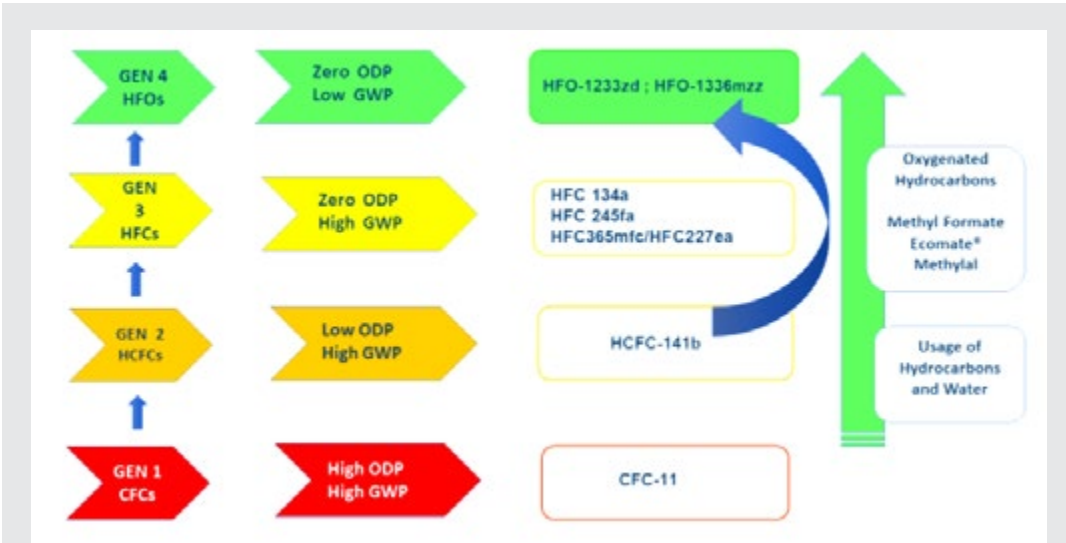 GEN 4
HFOs
Zero ODP
Low GWP
HFO-1233zd ; HFO-1336mzz
GEN
3
HFCs
Zero ODP
High GWP
HFC 134a
HFC 245fa
HFC365mfc/HFC227ea
Oxygenated
Hydrocarbons
Methyl Formate
Ecomate®
Methylal
GEN 2
HCFCs
Low ODP
High GWP
HCFC-141b
Usage of
Hydrocarbons
and Water
GEN 1
CFCs
High ODP
High GWP
CFC-11